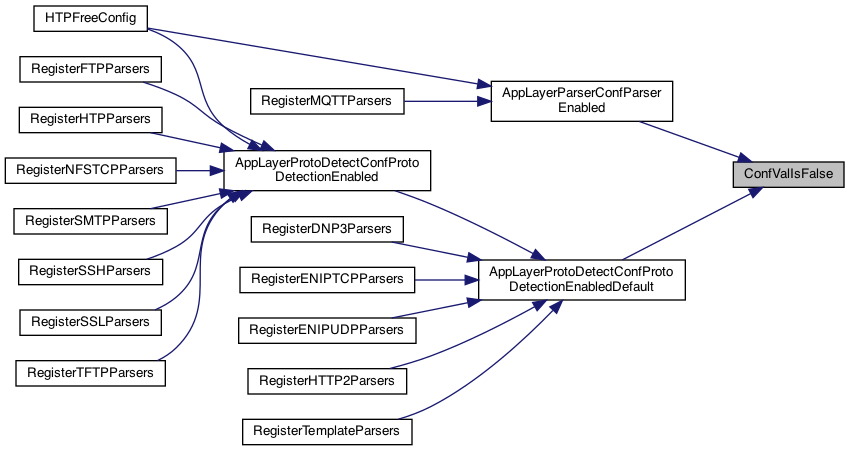 HTPFreeConfig
RegisterFTPParsers
RegisterHTPParsers
RegisterNFSTCPParsers
RegisterSMTPParsers
RegisterSSHParsers
RegisterSSLParsers
RegisterTFTPParsers
AppLayerProtoDetectConfProto
DetectionEnabled
RegisterMQTTParsers
RegisterDNP3Parsers
RegisterENIPTCPParsers
RegisterENIPUDPParsers
RegisterHTTP2Parsers
RegisterTemplateParsers
AppLayerParserConfParser
Enabled
AppLayerProtoDetectConfProto
DetectionEnabledDefault
ConfValIsFalse